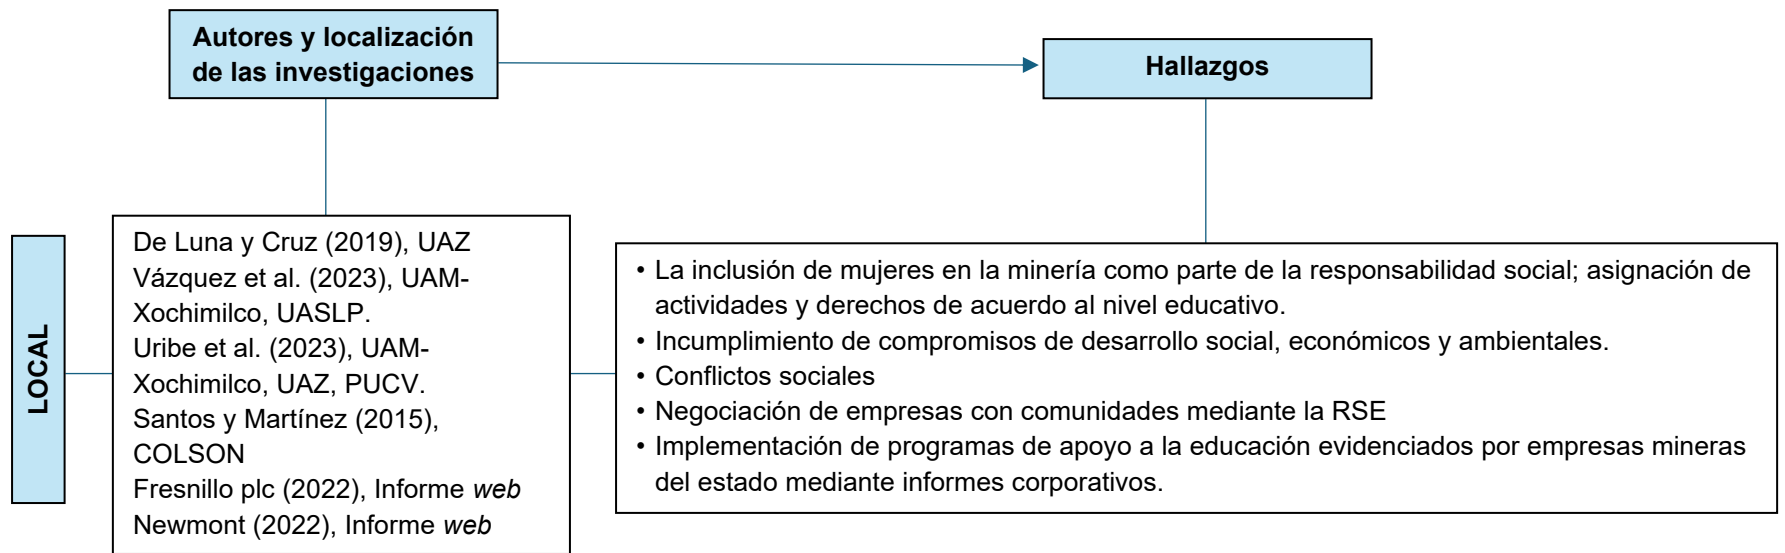 Autores y localización
de las investigaciones
Hallazgos
LOCAL
De Luna y Cruz (2019), UAZ
Vázquez et al. (2023), UAM-
Xochimilco, UASLP.
Uribe et al. (2023), UAM-
Xochimilco, UAZ, PUCV.
Santos y Martínez (2015),
COLSON
Fresnillo plc (2022), Informe web
Newmont (2022), Informe web
• La inclusión de mujeres en la minería como parte de la responsabilidad social; asignación de
actividades y derechos de acuerdo al nivel educativo.
• Incumplimiento de compromisos de desarrollo social, económicos y ambientales.
• Conflictos sociales
• Negociación de empresas con comunidades mediante la RSE
• Implementación de programas de apoyo a la educación evidenciados por empresas mineras
del estado mediante informes corporativos.